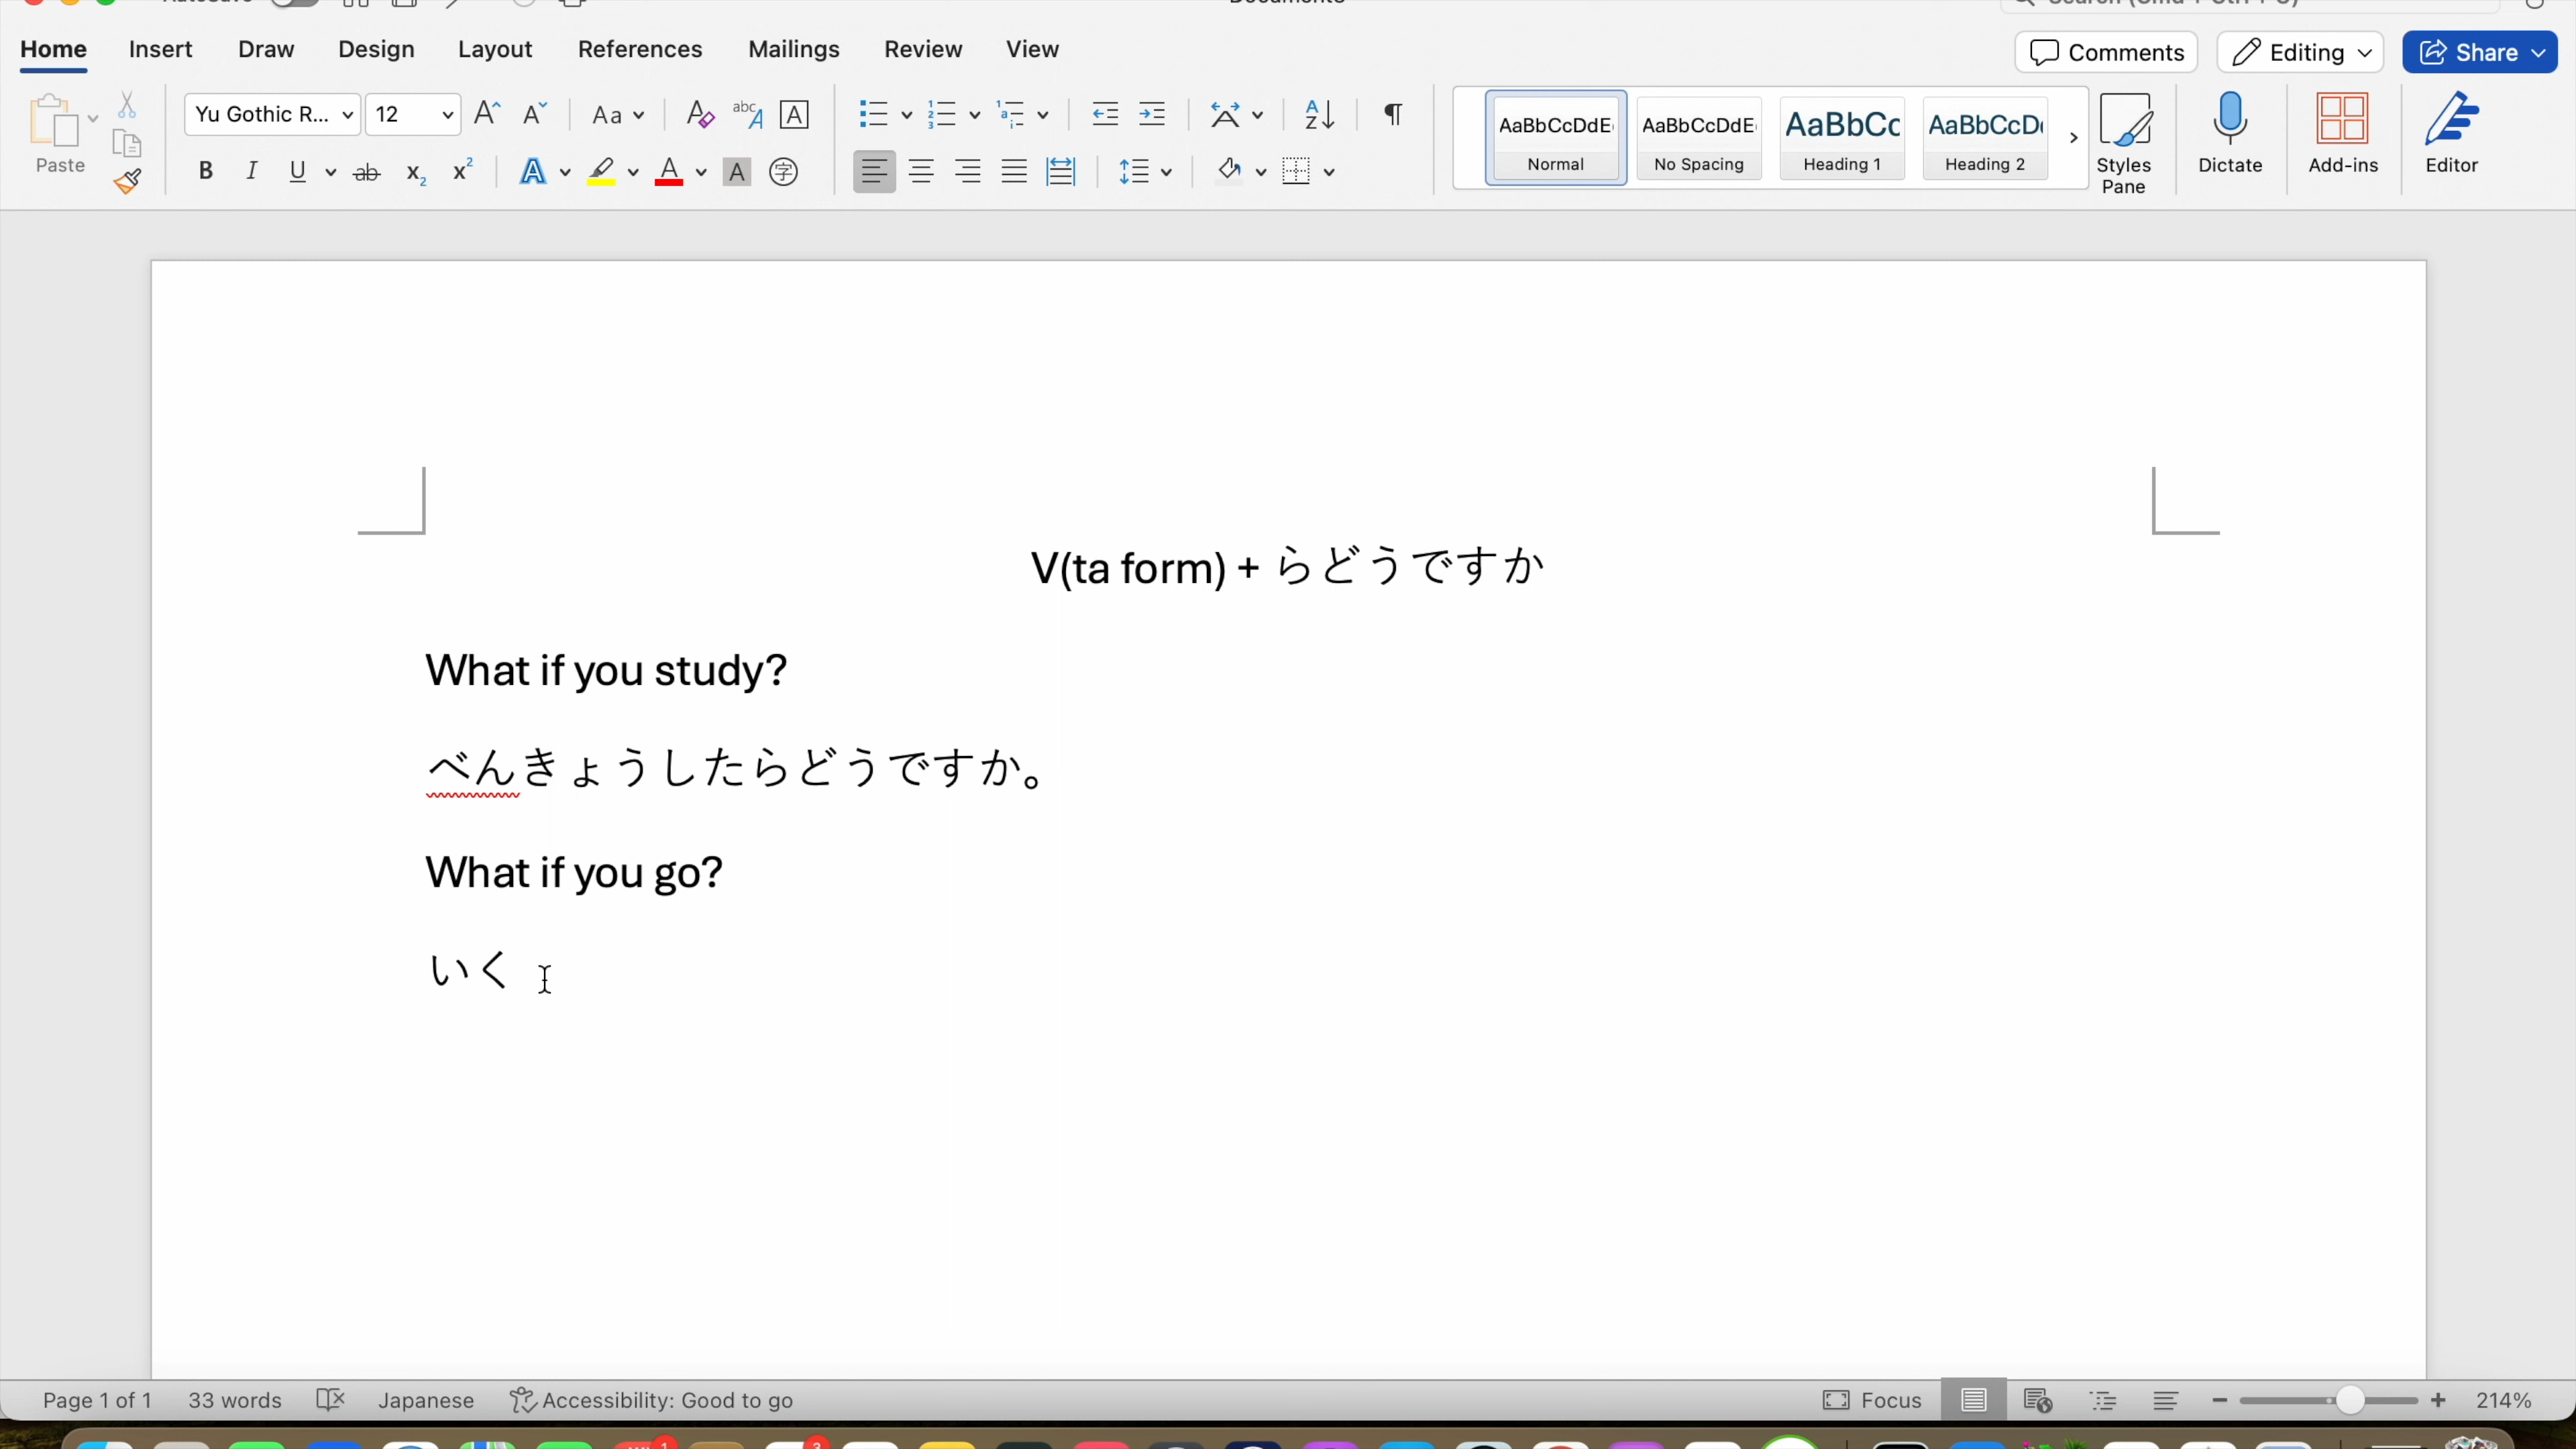 Home Insert Draw Design Layout References Mailings Review View Comments Editing Share
Yu Gothic R... 12 Aa
Paste
AaBbCcDdE AaBbCcDdE AaBbCc AaBbCcD
Normal No Spacing Heading 1 Heading 2
Styles Pane Dictate Add-ins Editor
V(ta form) + らどうですか
What if you study?
べんきょうしたらどうですか。
What if you go?
いく
Page 1 of 1 33 words Japanese Accessibility: Good to go Focus 214%